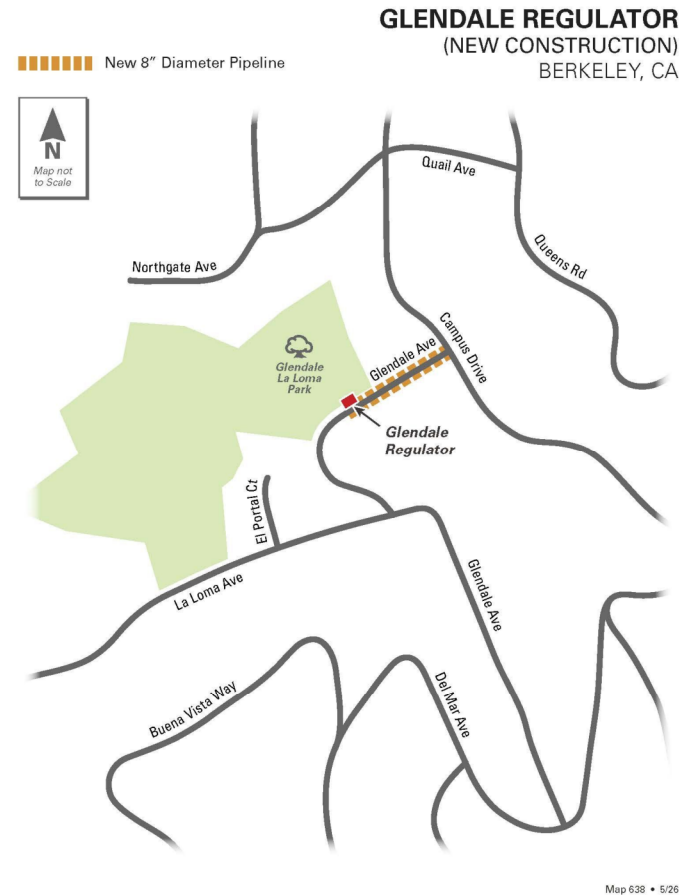 GLENDALE REGULATOR
(NEW CONSTRUCTION)
BERKELEY, CA
New 8” Diameter Pipeline
N
Map not
to Scale
Quail Ave
Queens Rd
Northgate Ave
Campus Drive
Glendale Ave
Glendale
La Loma
Park
Glendale
Regulator
El Portal Ct
La Loma Ave
Glendale Ave
Buena Vista Way
Del Mar Ave
Map 638 • 5/26